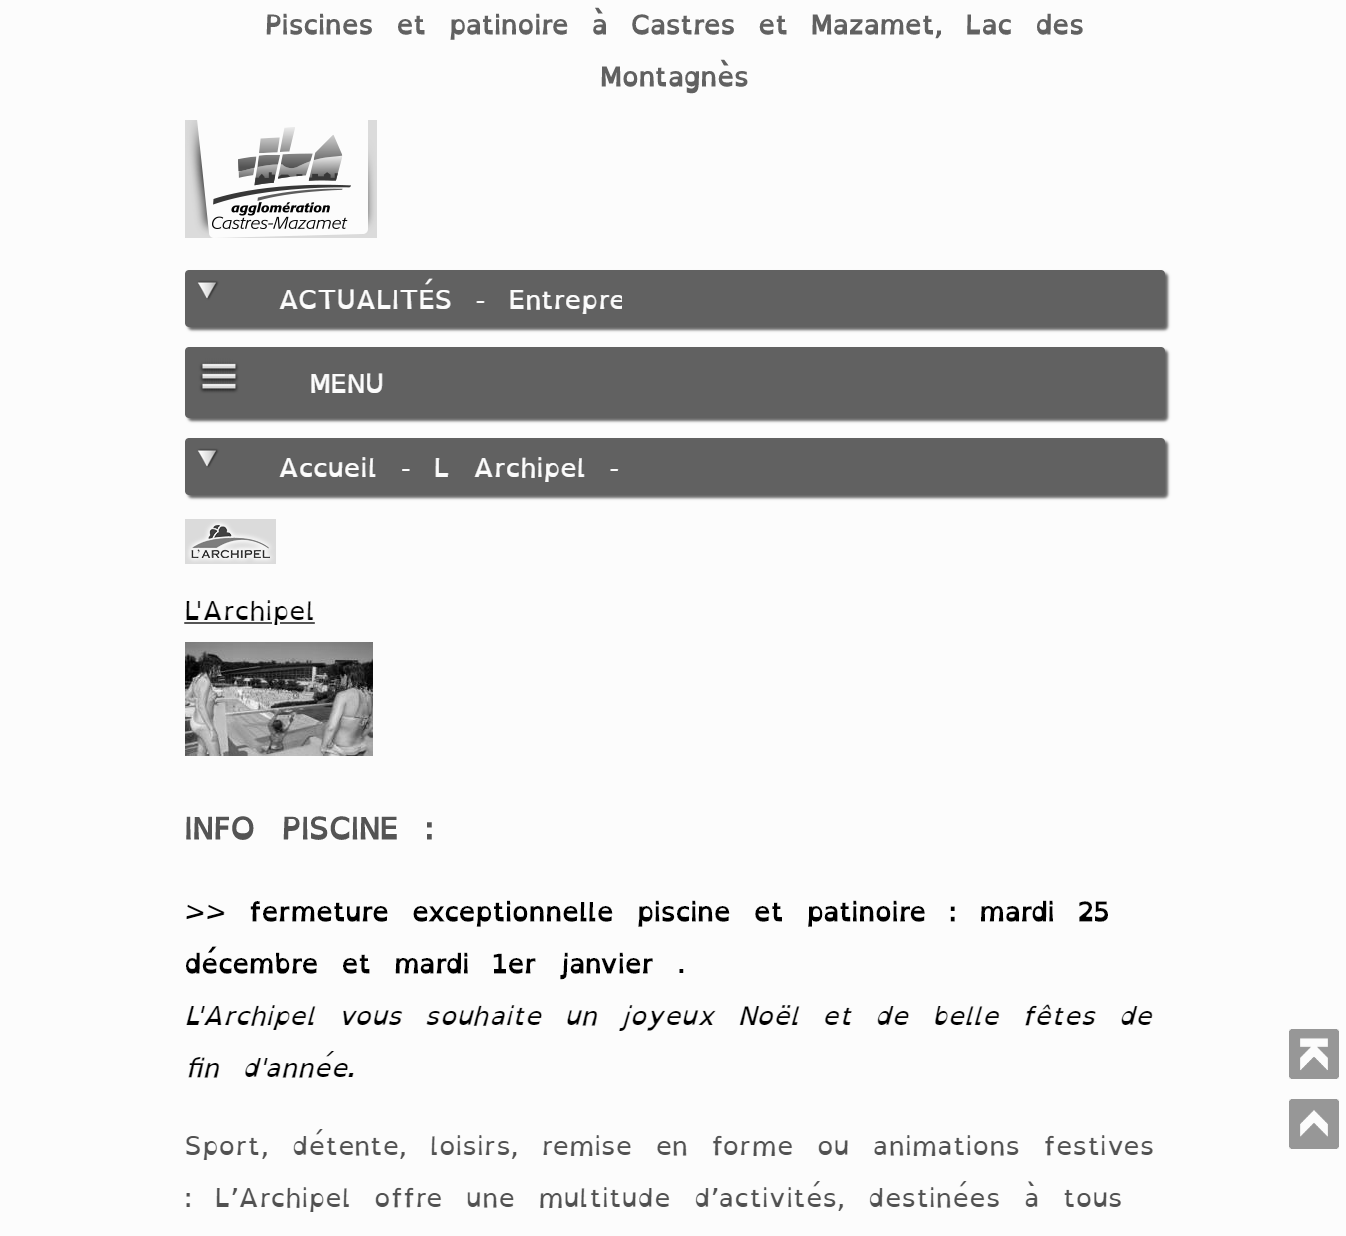 Piscines et patinoire à Castres et Mazamet, Lac des
Montagnès
agglomération
Castres-Mazamet
ACTUALITÉS - Entrepre
MENU
Accueil - L Archipel -
L'ARCHIPEL
L'Archipel
INFO PISCINE :
>> fermeture exceptionnelle piscine et patinoire : mardi 25
décembre et mardi 1er janvier .
L'Archipel vous souhaite un joyeux Noël et de belle fêtes de
fin d'année.
Sport, détente, loisirs, remise en forme ou animations festives
: L’Archipel offre une multitude d’activités, destinées à tous